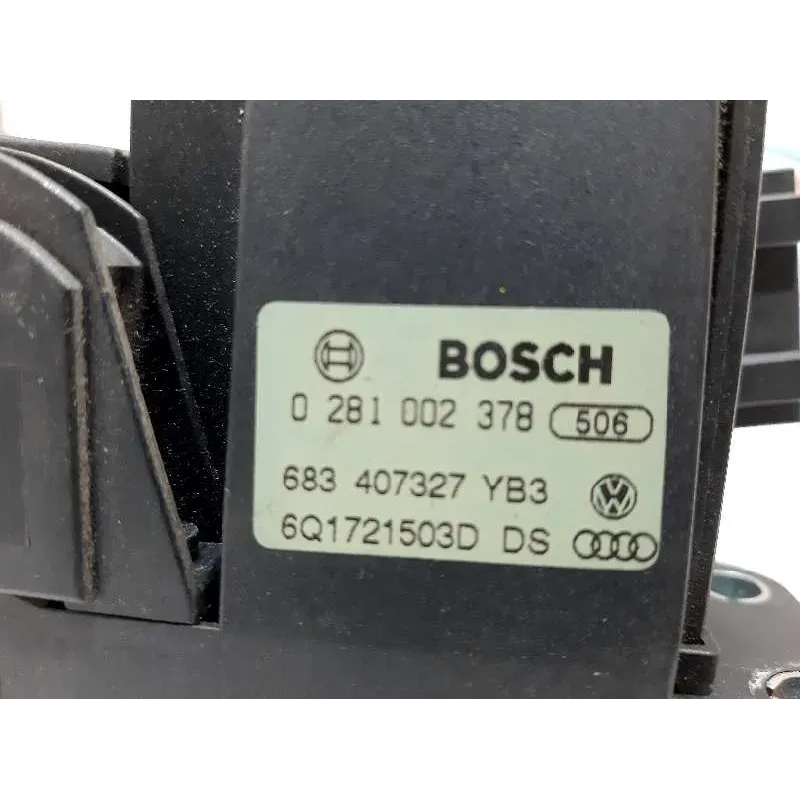 BOSCH
0 281 002 378 506
683 407327 YB3
6Q1721503D DS